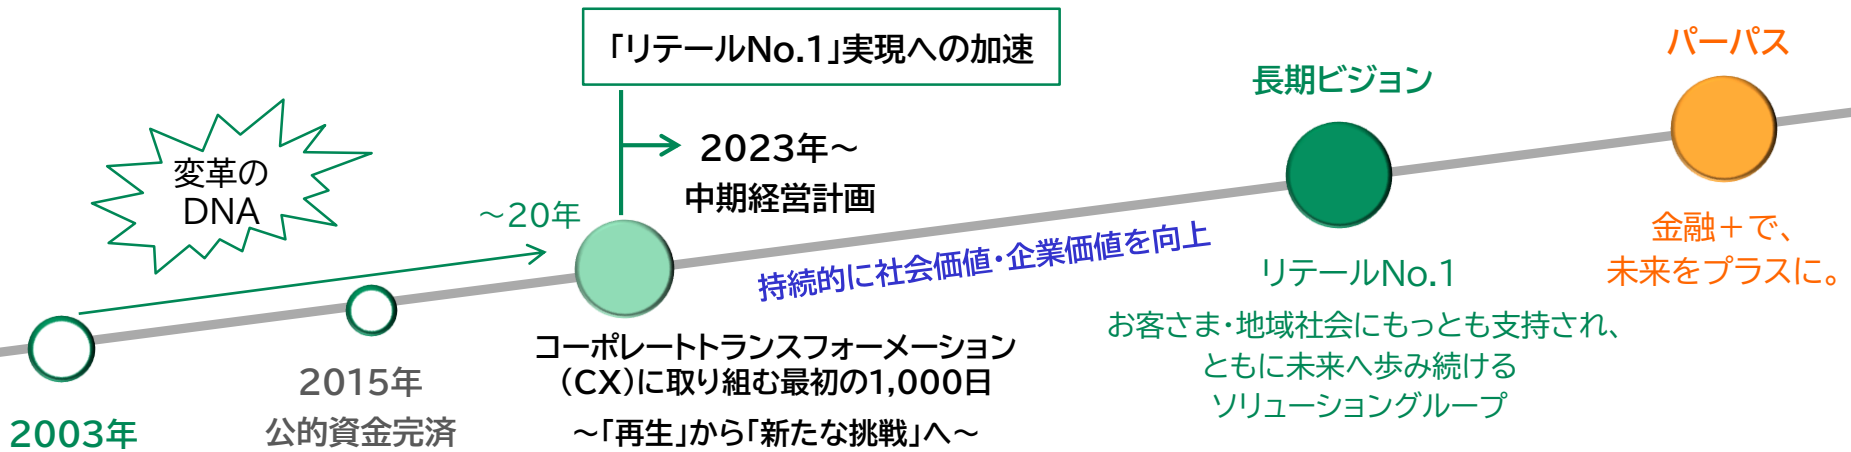 「リテールNo.1」実現への加速
変革の
DNA
～20年
2023年～
中期経営計画
持続的に社会価値・企業価値を向上
2003年
2015年
公的資金完済
コーポレートトランスフォーメーション
（CX）に取り組む最初の1,000日
～「再生」から「新たな挑戦」へ～
長期ビジョン
リテールNo.1
お客さま・地域社会にもっとも支持され、
ともに未来へ歩み続ける
ソリューショングループ
パーパス
金融＋で、
未来をプラスに。